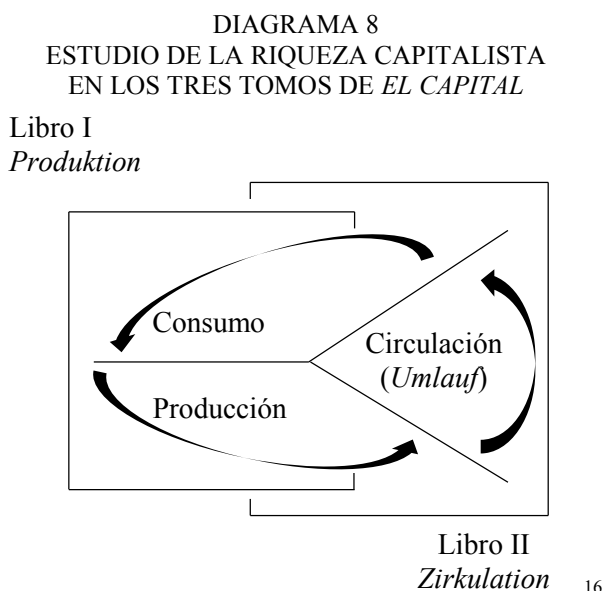 DIAGRAMA 8
ESTUDIO DE LA RIQUEZA CAPITALISTA
EN LOS TRES TOMOS DE EL CAPITAL
Libro I
Produktion
Consumo
Circulación
(Umlauf)
Producción
Libro II
Zirkulation
16